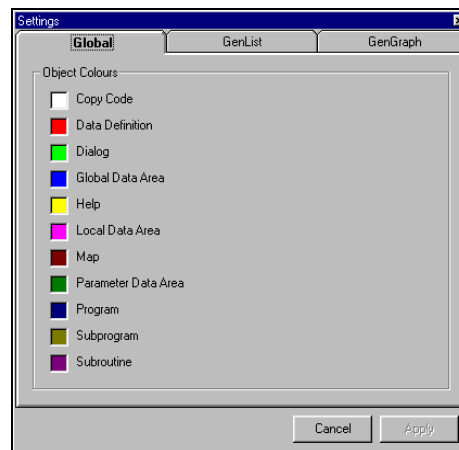 Settings
Global GenList GenGraph
Object Colours
Copy Code
Data Definition
Dialog
Global Data Area
Help
Local Data Area
Map
Parameter Data Area
Program
Subprogram
Subroutine
Cancel Apply